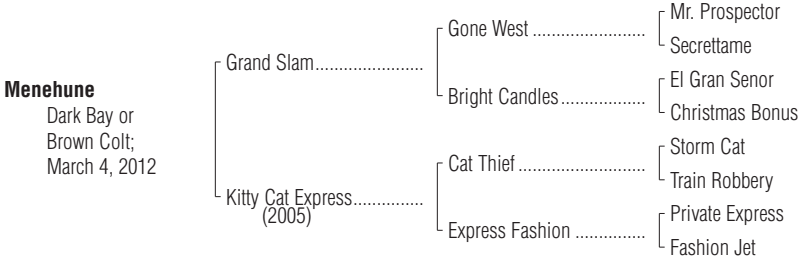 Menehune
Dark Bay or
Brown Colt;
March 4, 2012
Grand Slam......................
Kitty Cat Express..............
(2005)
Gone West .......................
Bright Candles.................
Cat Thief ..........................
Express Fashion ..............
Mr. Prospector
Secrettame
El Gran Senor
Christmas Bonus
Storm Cat
Train Robbery
Private Express
Fashion Jet